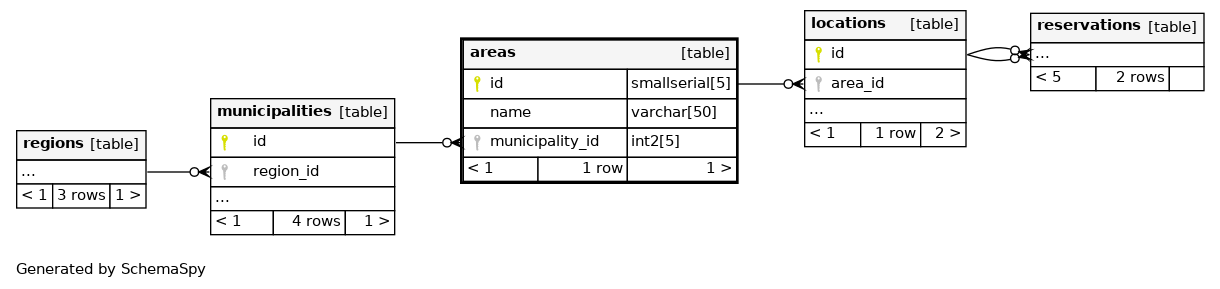 regions [table]
...
< 1 3 rows 1 >
municipalities [table]
id
region_id
...
< 1 4 rows 1 >
areas [table]
id smallserial[5]
name varchar[50]
municipality_id int2[5]
< 1 1 row 1 >
locations [table]
id
area_id
...
< 1 1 row 2 >
reservations [table]
...
< 5 2 rows
Generated by SchemaSpy